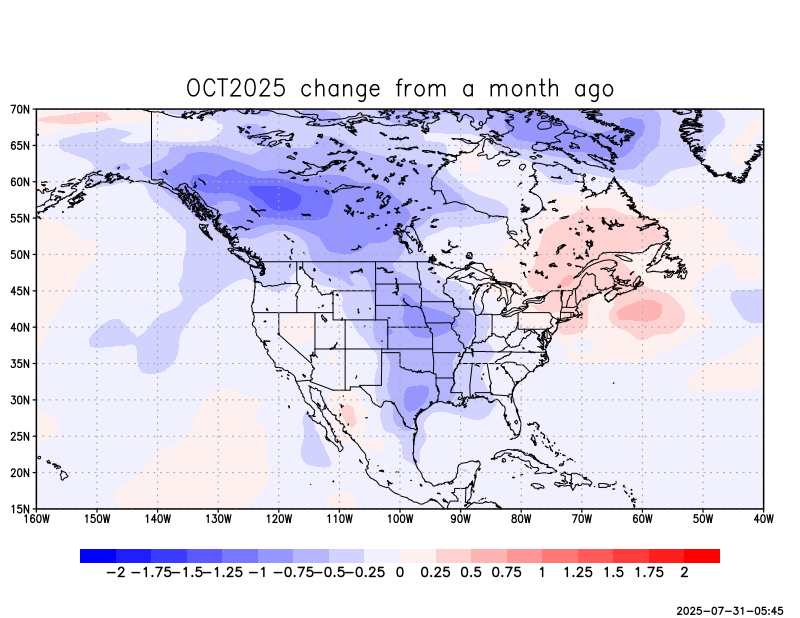 OCT2025 change from a month ago
70N
65N
60N
55N
50N
45N
40N
35N
30N
25N
20N
15N
160W 150W 140W 130W 120W 110W 100W 90W 80W 70W 60W 50W 40W
−2 −1.75 −1.5 −1.25 −1 −0.75 −0.5 −0.25 0 0.25 0.5 0.75 1 1.25 1.5 1.75 2
2025−07−31−05:45